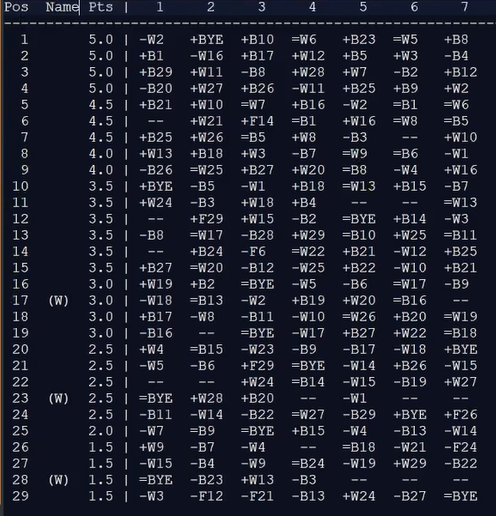 Pos  Name Pts |  1    2    3    4    5    6    7
--------------------------------------------------
 1        5.0 | -W2  +BYE +B10 =W6  +B23 =W5  +B8
 2        5.0 | +B1  -W16 +B17 +W12 +B5  +W3  -B4
 3        5.0 | +B29 +W11 -B8  +W28 +W7  -B2  +B12
 4        5.0 | -B20 +W27 +B26 -W11 +B25 +B9  +W2
 5        4.5 | +B21 +W10 =W7  +B16 -W2  =B1  =W6
 6        4.5 |  --  +W21 +F14 =B1  +W16 =W8  =B5
 7        4.5 | +B25 +W26 =B5  +W8  -B3   --  +W10
 8        4.0 | +W13 +B18 +W3  -B7  =W9  =B6  -W1
 9        4.0 | -B26 =W25 +B27 +W20 =B8  -W4  +W16
10        3.5 | +BYE -B5  -W1  +B18 =W13 +B15 -B7
11        3.5 | +W24 -B3  +W18 +B4   --   --  =W13
12        3.5 |  --  +F29 +W15 -B2  =BYE +B14 -W3
13        3.5 | -B8  =W17 -B28 +W29 =B10 +W25 =B11
14        3.5 |  --  +B24 -F6  =W22 +B21 -W12 +B25
15        3.5 | +B27 =W20 -B12 -W25 +B22 -W10 +B21
16        3.5 | +W19 +B2  =BYE -W5  -B6  =W17 -B9
17   (W)  3.0 | -W18 =B13 -W2  +B19 +W20 =B16  --
18        3.0 | +B17 -W8  -B11 -W10 =W26 +B20 =W19
19        3.0 | -B16  --  =BYE -W17 +B27 +W22 =B18
20        2.5 | +W4  =B15 -W23 -B9  -B17 -W18 +BYE
21        2.5 | -W5  -B6  +F29 =BYE -W14 +B26 -W15
22        2.5 |  --   --  +W24 =B14 -W15 -B19 +W27
23   (W)  2.5 | =BYE +W28 +B20  --  -W1   --   --
24        2.5 | -B11 -W14 -B22 =W27 -B29 +BYE +F26
25        2.0 | -W7  =B9  =BYE +B15 -W4  -B13 -W14
26        1.5 | +W9  -B7  -W4   --  =B18 -W21 -F24
27        1.5 | -W15 -B4  -W9  =B24 -W19 +W29 -B22
28   (W)  1.5 | =BYE -B23 +W13 -B3   --   --   --
29        1.5 | -W3  -F12 -F21 -B13 +W24 -B27 =BYE